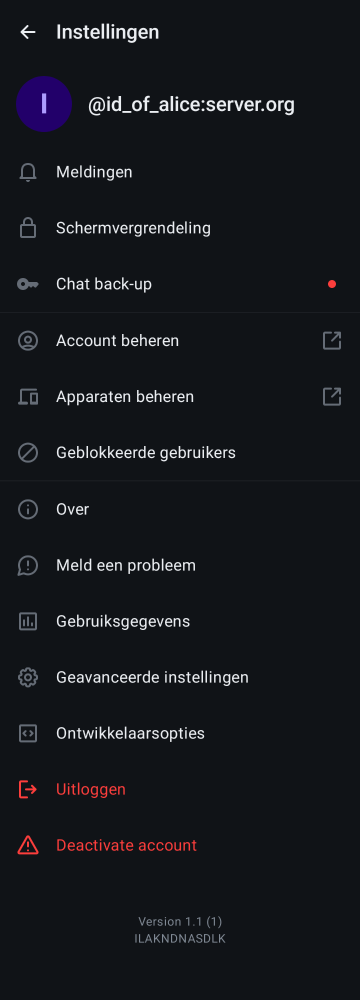 Instellingen
I
@id_of_alice:server.org
Meldingen
Schermvergrendeling
Chat back-up
Account beheren
Apparaten beheren
Geblokkeerde gebruikers
Over
Meld een probleem
Gebruiksgegevens
Geavanceerde instellingen
Ontwikkelaarsopties
Uitloggen
Deactivate account
Version 1.1 (1)
ILAKNDNASDLK